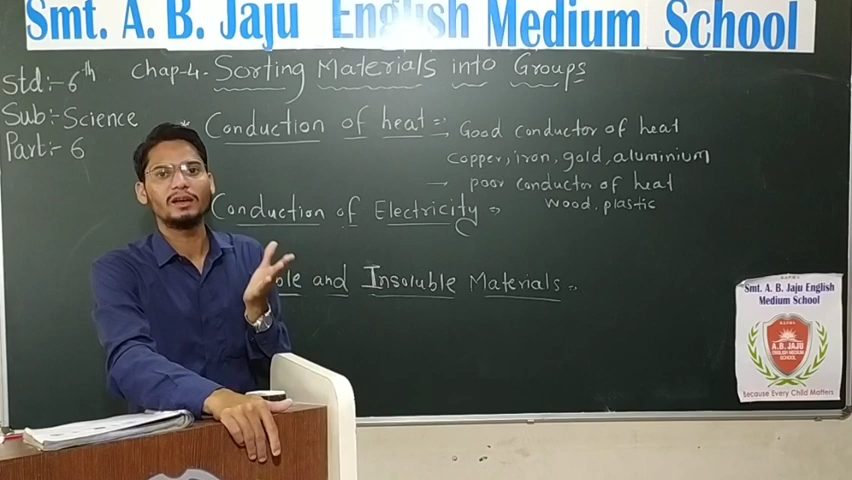 Smt. A. B. Jaju English Medium School
Std:- 6th
Chap-4. Sorting Materials into Groups
Sub:- Science
Part:- 6
* Conduction of heat :-
→ Good conductor of heat
copper, iron, gold, aluminium
→ poor conductor of heat
wood. plastic
Conduction of Electricity :-
and Insoluble Materials :-
Smt. A. B. Jaju English
Medium School
A.B. JAJU
ENGLISH MEDIUM
SCHOOL
Because Every Child Matters